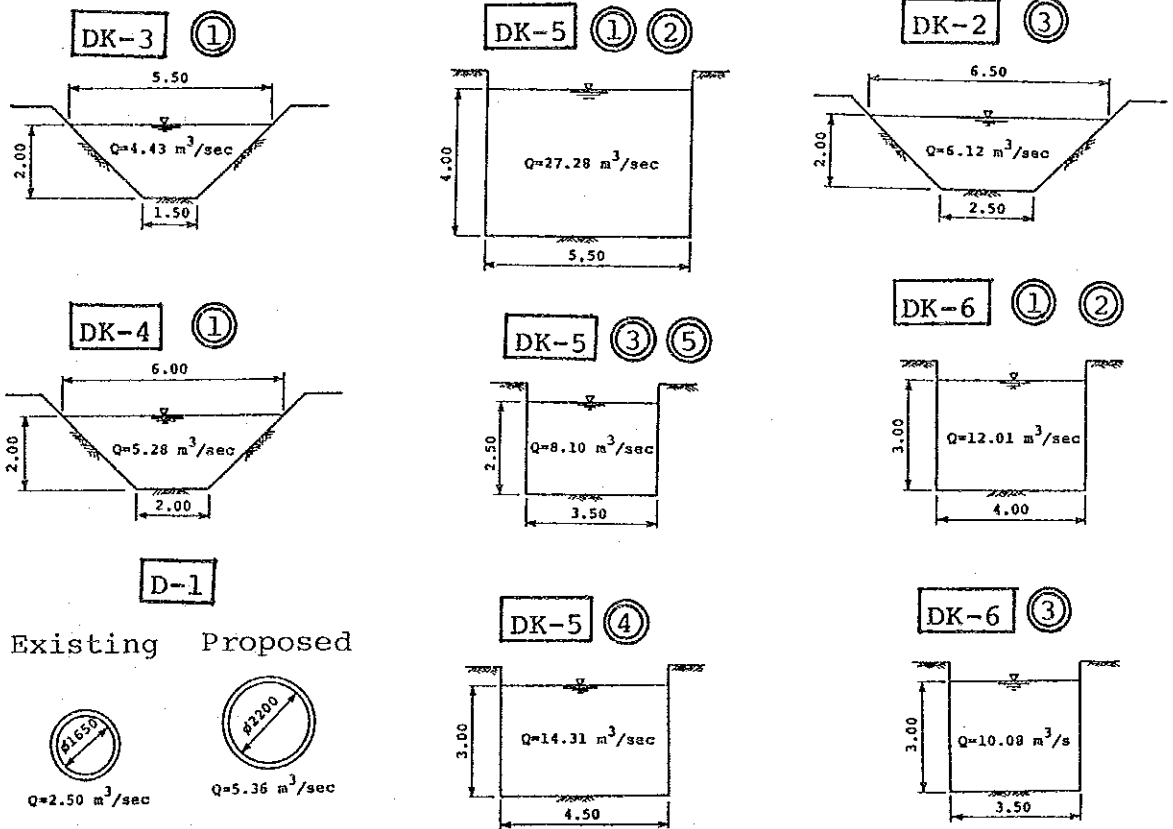 DK-3 ①
5.50
2.00
Q=4.43 m³/sec
1.50
DK-5 ① ②
4.00
Q=27.28 m³/sec
5.50
DK-2 ③
6.50
2.00
Q=6.12 m³/sec
2.50
DK-4 ①
6.00
2.00
Q=5.28 m³/sec
2.00
DK-5 ③ ⑤
2.50
Q=8.10 m³/sec
3.50
DK-6 ① ②
3.00
Q=12.01 m³/sec
4.00
D-1
Existing Proposed
ø1650
ø2200
Q=2.50 m³/sec
Q=5.36 m³/sec
DK-5 ④
3.00
Q=14.31 m³/sec
4.50
DK-6 ③
3.00
Q=10.08 m³/s
3.50